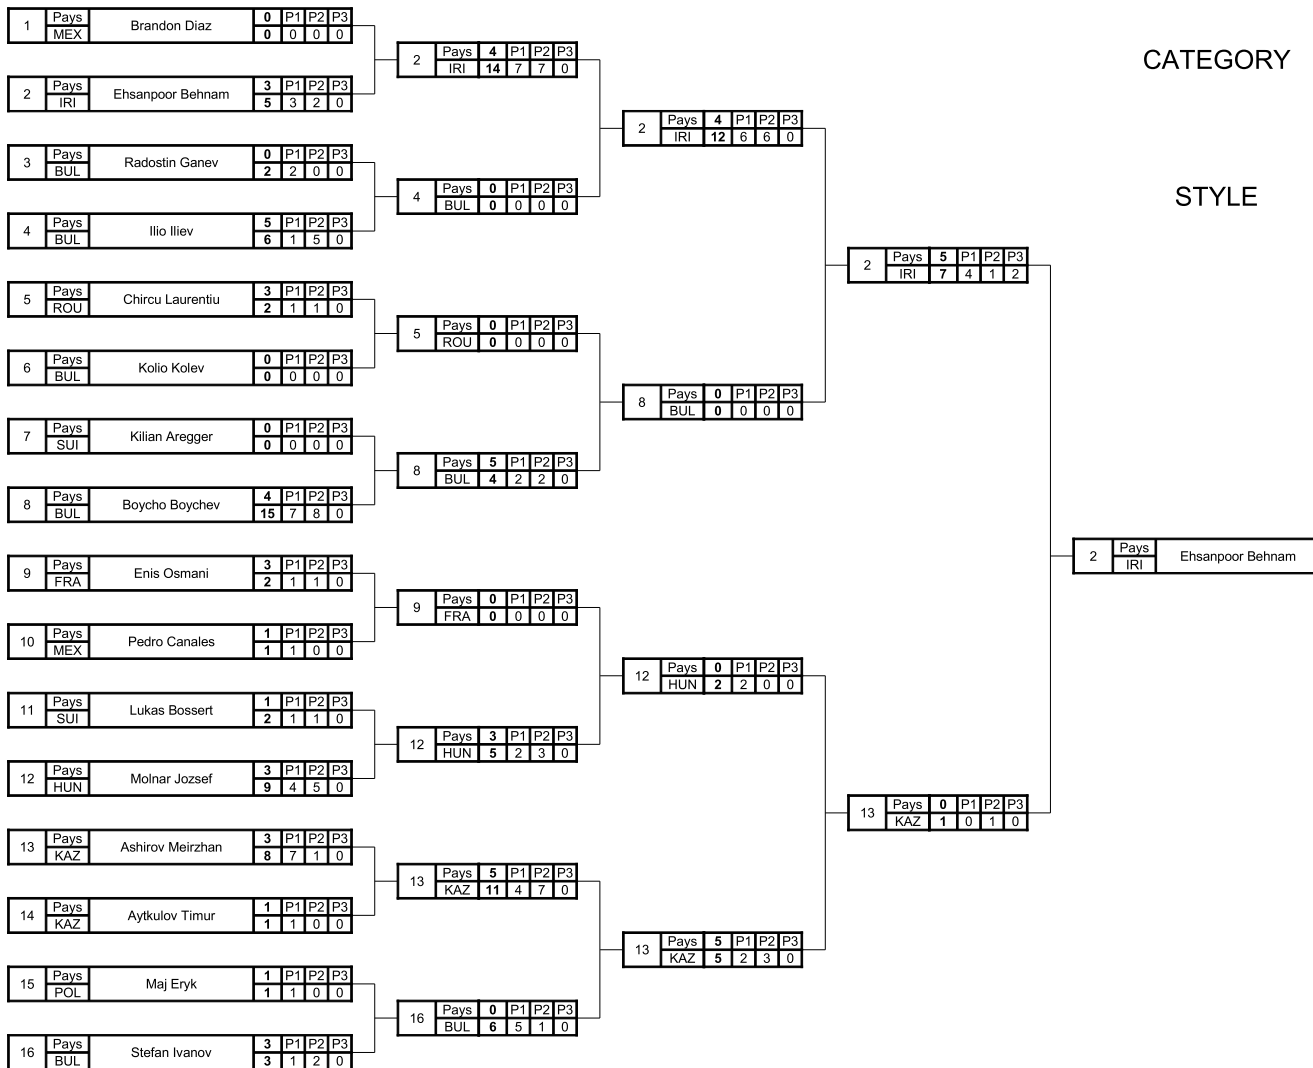 1 Pays Brandon Diaz 0 P1 P2 P3
MEX 0 0 0 0
2 Pays Ehsanpoor Behnam 3 P1 P2 P3
IRI 5 3 2 0
3 Pays Radostin Ganev 0 P1 P2 P3
BUL 2 2 0 0
4 Pays Ilio Iliev 5 P1 P2 P3
BUL 6 1 5 0
5 Pays Chircu Laurentiu 3 P1 P2 P3
ROU 2 1 1 0
6 Pays Kolio Kolev 0 P1 P2 P3
BUL 0 0 0 0
7 Pays Kilian Aregger 0 P1 P2 P3
SUI 0 0 0 0
8 Pays Boycho Boychev 4 P1 P2 P3
BUL 15 7 8 0
9 Pays Enis Osmani 3 P1 P2 P3
FRA 2 1 1 0
10 Pays Pedro Canales 1 P1 P2 P3
MEX 1 1 0 0
11 Pays Lukas Bossert 1 P1 P2 P3
SUI 2 1 1 0
12 Pays Molnar Jozsef 3 P1 P2 P3
HUN 9 4 5 0
13 Pays Ashirov Meirzhan 3 P1 P2 P3
KAZ 8 7 1 0
14 Pays Aytkulov Timur 1 P1 P2 P3
KAZ 1 1 0 0
15 Pays Maj Eryk 1 P1 P2 P3
POL 1 1 0 0
16 Pays Stefan Ivanov 3 P1 P2 P3
BUL 3 1 2 0
2 Pays 4 P1 P2 P3
IRI 14 7 7 0
4 Pays 0 P1 P2 P3
BUL 0 0 0 0
5 Pays 0 P1 P2 P3
ROU 0 0 0 0
8 Pays 5 P1 P2 P3
BUL 4 2 2 0
9 Pays 0 P1 P2 P3
FRA 0 0 0 0
12 Pays 3 P1 P2 P3
HUN 5 2 3 0
13 Pays 5 P1 P2 P3
KAZ 11 4 7 0
16 Pays 0 P1 P2 P3
BUL 6 5 1 0
2 Pays 4 P1 P2 P3
IRI 12 6 6 0
8 Pays 0 P1 P2 P3
BUL 0 0 0 0
12 Pays 0 P1 P2 P3
HUN 2 2 0 0
13 Pays 5 P1 P2 P3
KAZ 5 2 3 0
2 Pays 5 P1 P2 P3
IRI 7 4 1 2
13 Pays 0 P1 P2 P3
KAZ 1 0 1 0
CATEGORY
STYLE
2 Pays Ehsanpoor Behnam
IRI